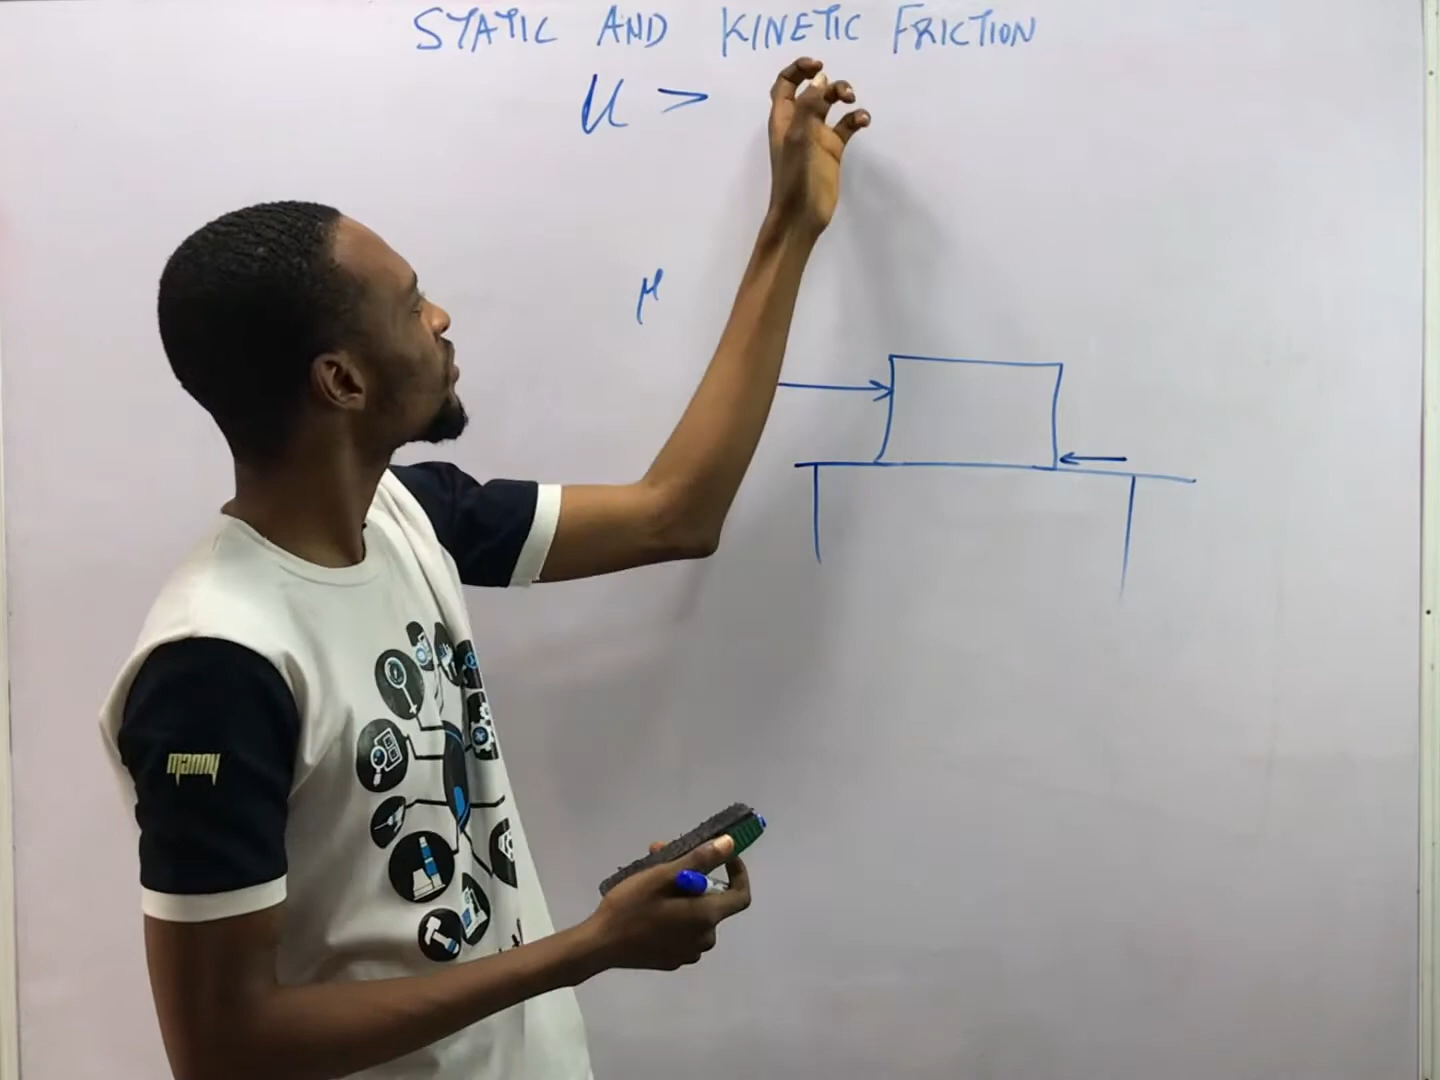 STATIC AND KINETIC FRICTION
μ >
μ
manny